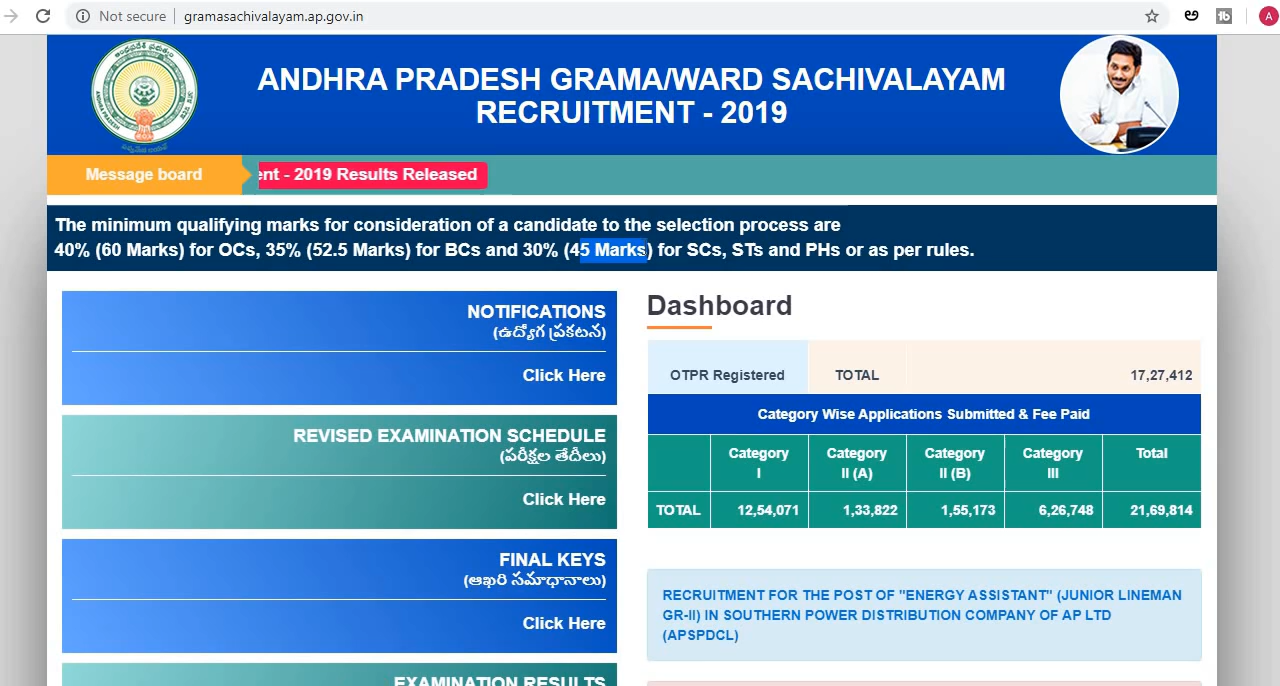 Not secure
gramasachivalayam.ap.gov.in
A
ANDHRA PRADESH GRAMA/WARD SACHIVALAYAM
RECRUITMENT - 2019
Message board
ent - 2019 Results Released
The minimum qualifying marks for consideration of a candidate to the selection process are
40% (60 Marks) for OCs, 35% (52.5 Marks) for BCs and 30% (45 Marks) for SCs, STs and PHs or as per rules.
NOTIFICATIONS
(ఉద్యోగ ప్రకటన)
Click Here
REVISED EXAMINATION SCHEDULE
(పరీక్షల తేదీలు)
Click Here
FINAL KEYS
(ఆఖరి సమాధానాలు)
Click Here
EXAMINATION RESULTS
Dashboard
OTPR Registered TOTAL 17,27,412
Category Wise Applications Submitted & Fee Paid
Category Category Category Category Total
I II (A) II (B) III
TOTAL 12,54,071 1,33,822 1,55,173 6,26,748 21,69,814
RECRUITMENT FOR THE POST OF "ENERGY ASSISTANT" (JUNIOR LINEMAN
GR-II) IN SOUTHERN POWER DISTRIBUTION COMPANY OF AP LTD
(APSPDCL)